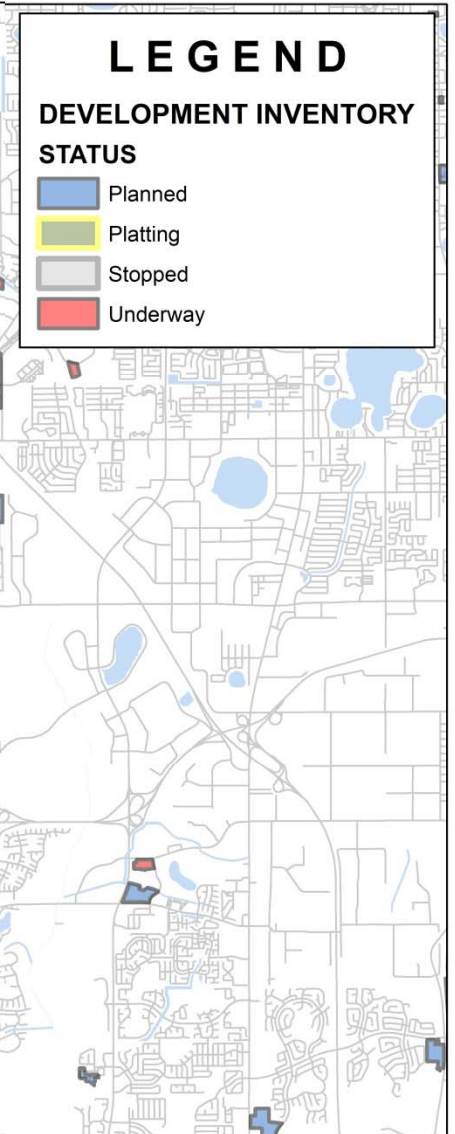 LEGEND
DEVELOPMENT INVENTORY
STATUS
Planned
Platting
Stopped
Underway